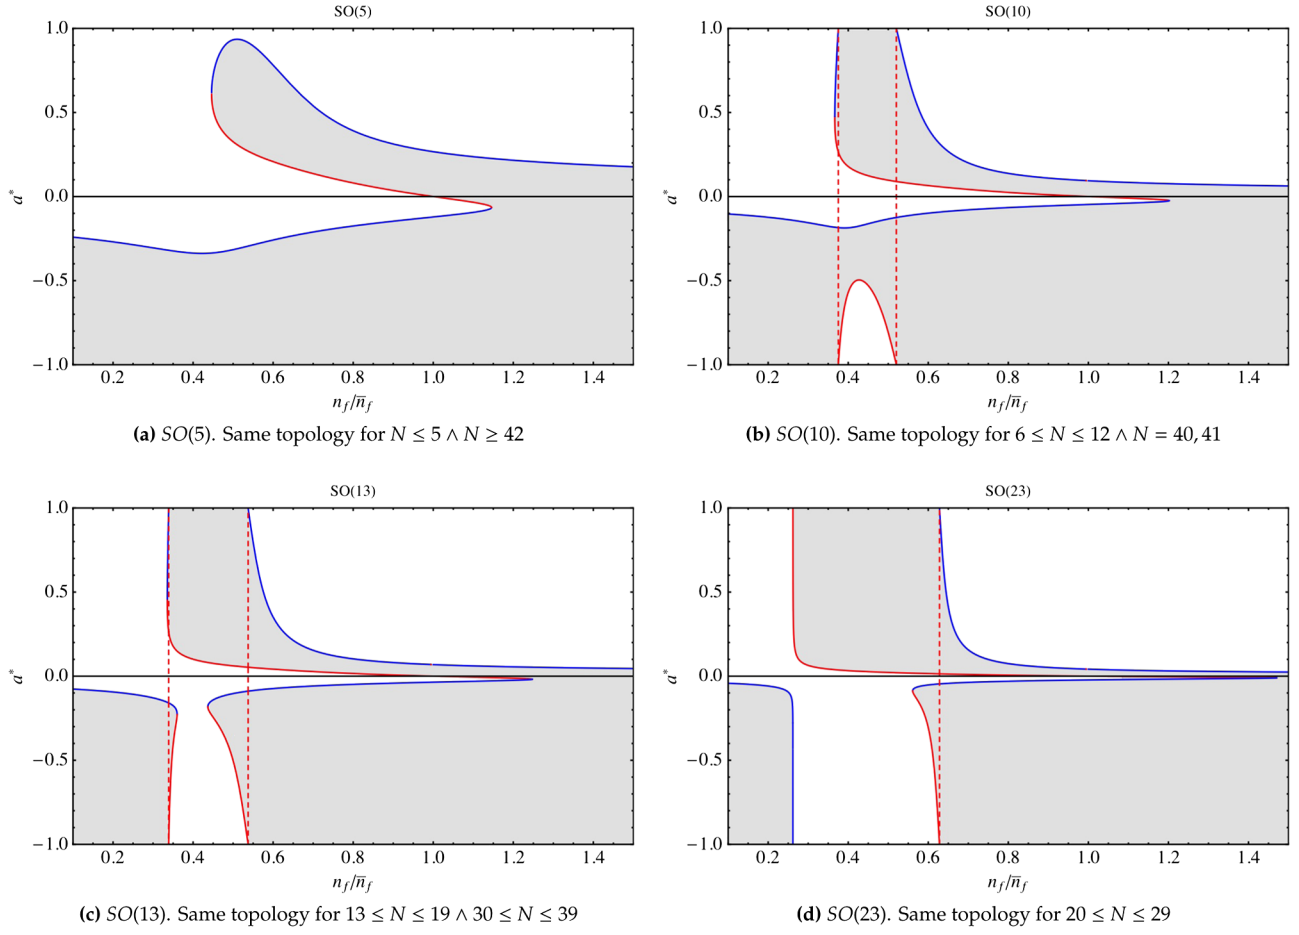 SO(5)
1.0
0.5
0.0
−0.5
−1.0
a*
0.2 0.4 0.6 0.8 1.0 1.2 1.4
n_f/n̅_f
(a) SO(5). Same topology for N ≤ 5 ∧ N ≥ 42
SO(10)
1.0
0.5
0.0
−0.5
−1.0
a*
0.2 0.4 0.6 0.8 1.0 1.2 1.4
n_f/n̅_f
(b) SO(10). Same topology for 6 ≤ N ≤ 12 ∧ N = 40, 41
SO(13)
1.0
0.5
0.0
−0.5
−1.0
a*
0.2 0.4 0.6 0.8 1.0 1.2 1.4
n_f/n̅_f
(c) SO(13). Same topology for 13 ≤ N ≤ 19 ∧ 30 ≤ N ≤ 39
SO(23)
1.0
0.5
0.0
−0.5
−1.0
a*
0.2 0.4 0.6 0.8 1.0 1.2 1.4
n_f/n̅_f
(d) SO(23). Same topology for 20 ≤ N ≤ 29